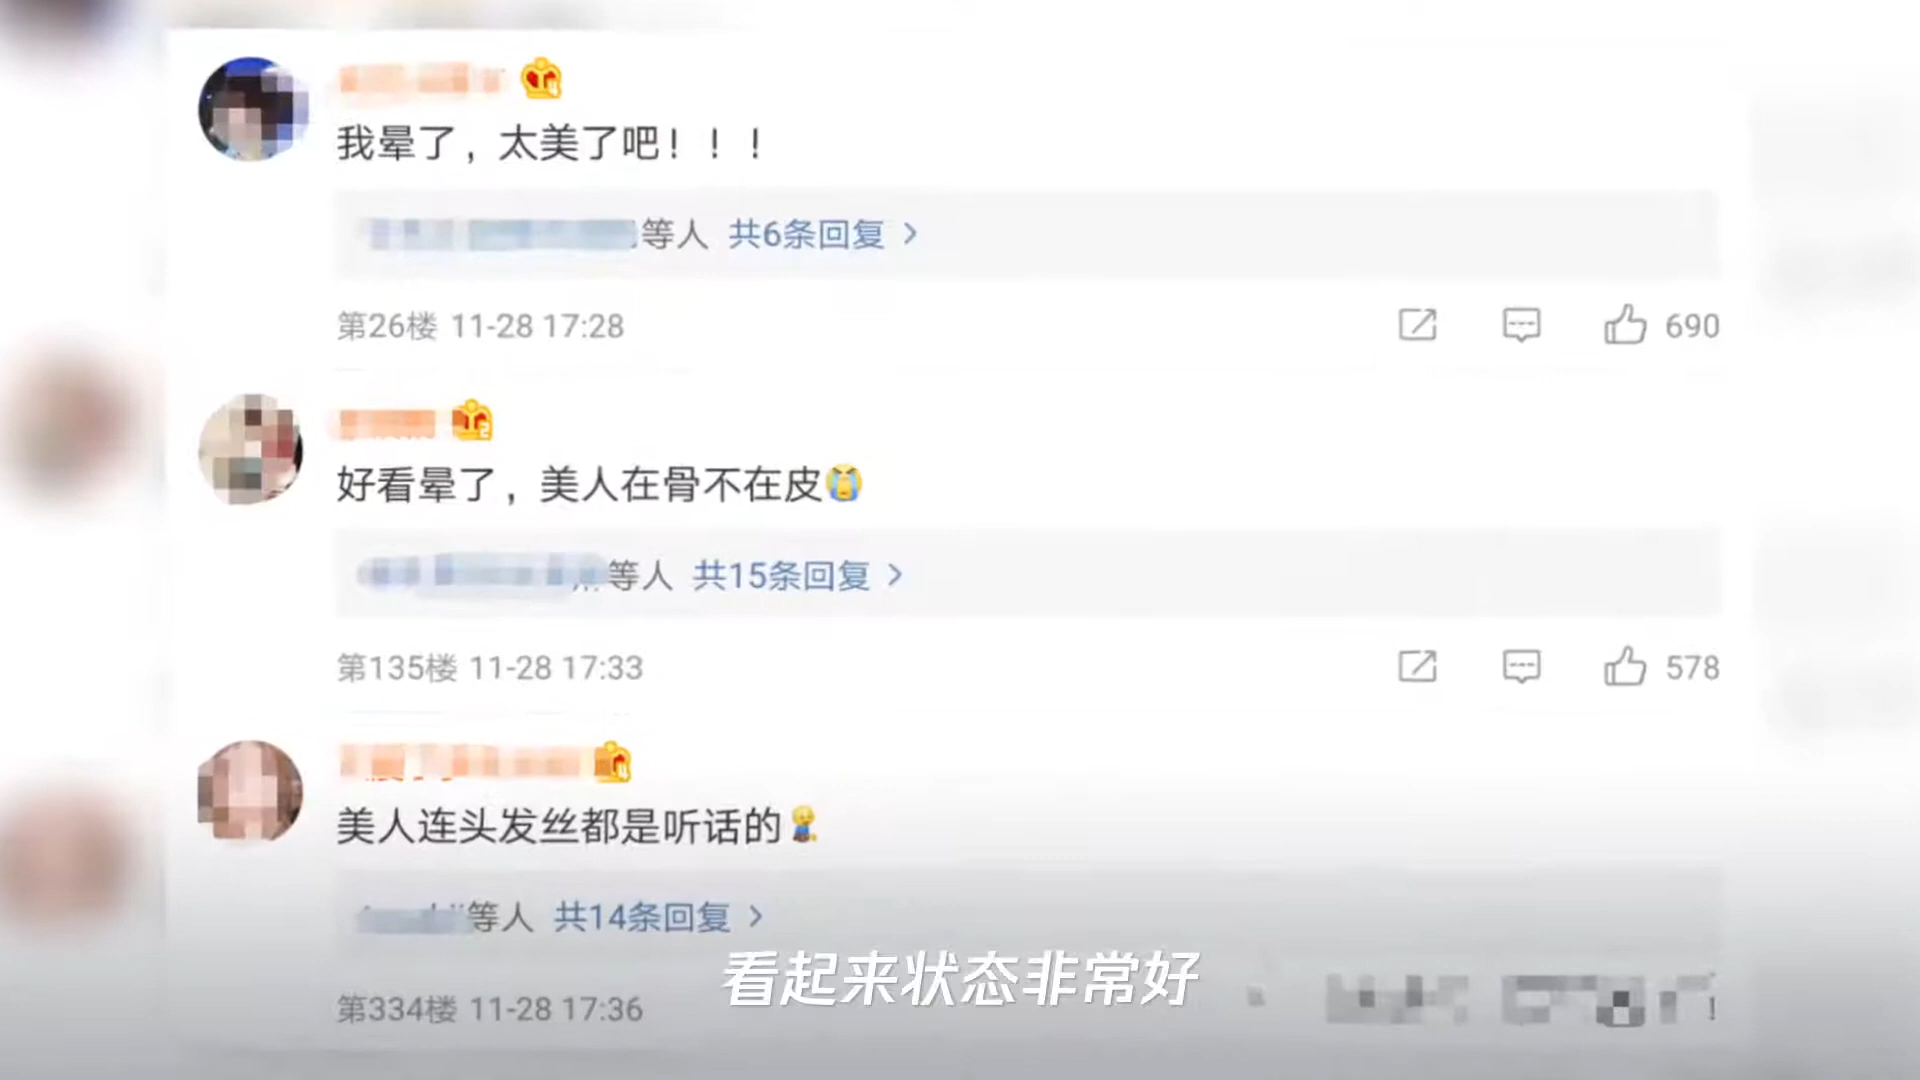 我晕了，太美了吧！！！
等人 共6条回复 >
第26楼 11-28 17:28 690
好看晕了，美人在骨不在皮😭
等人 共15条回复 >
第135楼 11-28 17:33 578
美人连头发丝都是听话的
等人 共14条回复 >
第334楼 11-28 17:36
看起来状态非常好